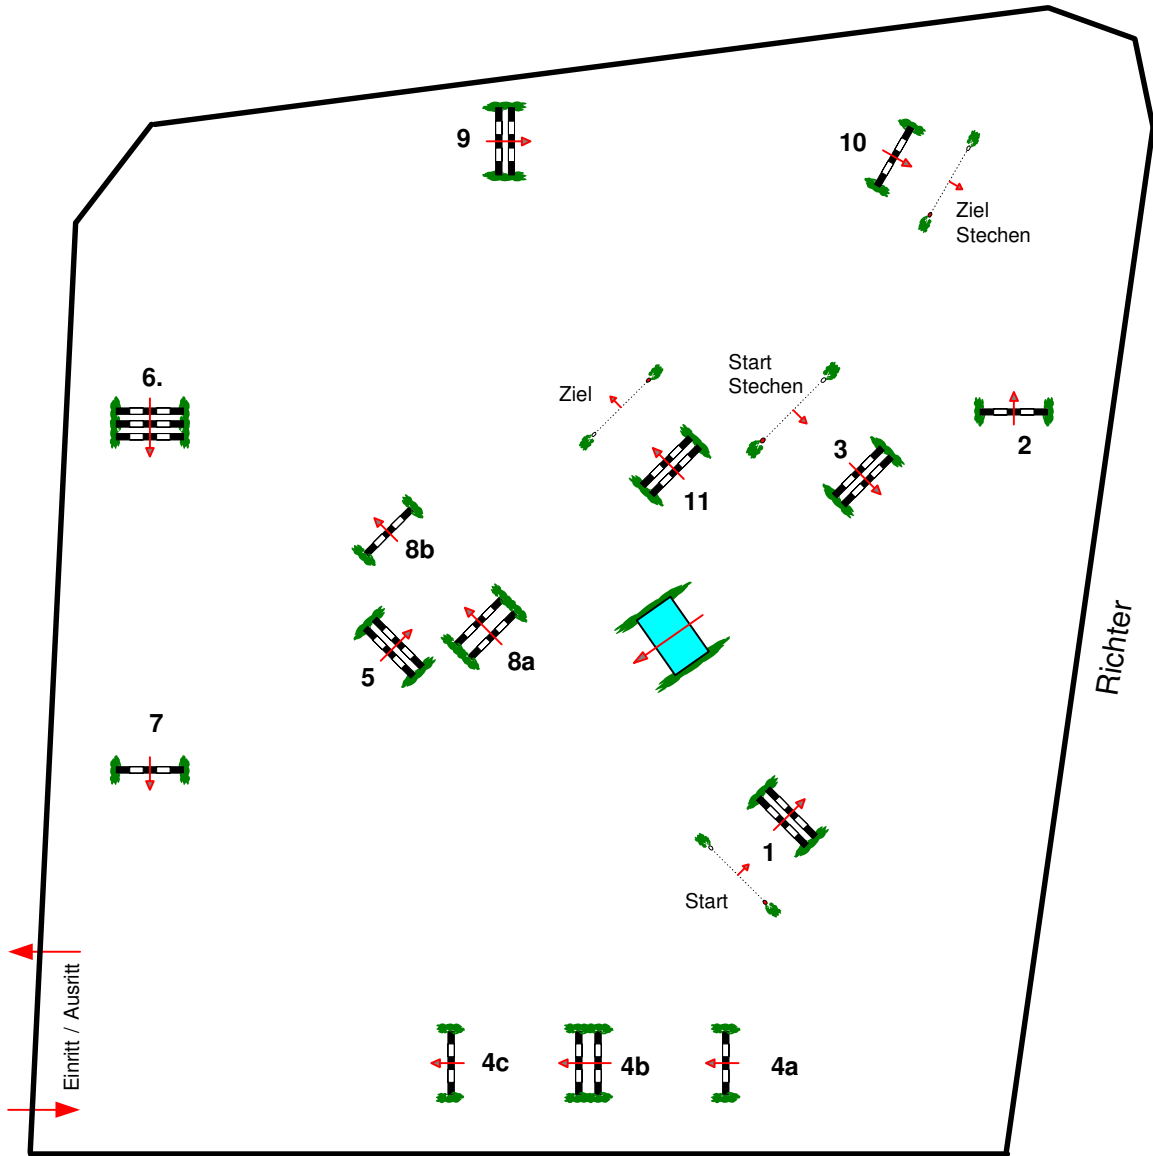 9
10
Ziel
Stechen
6.
Ziel
Start
Stechen
3
2
11
8b
5
8a
7
Richter
1
Start
Einritt / Ausritt
4c
4b
4a